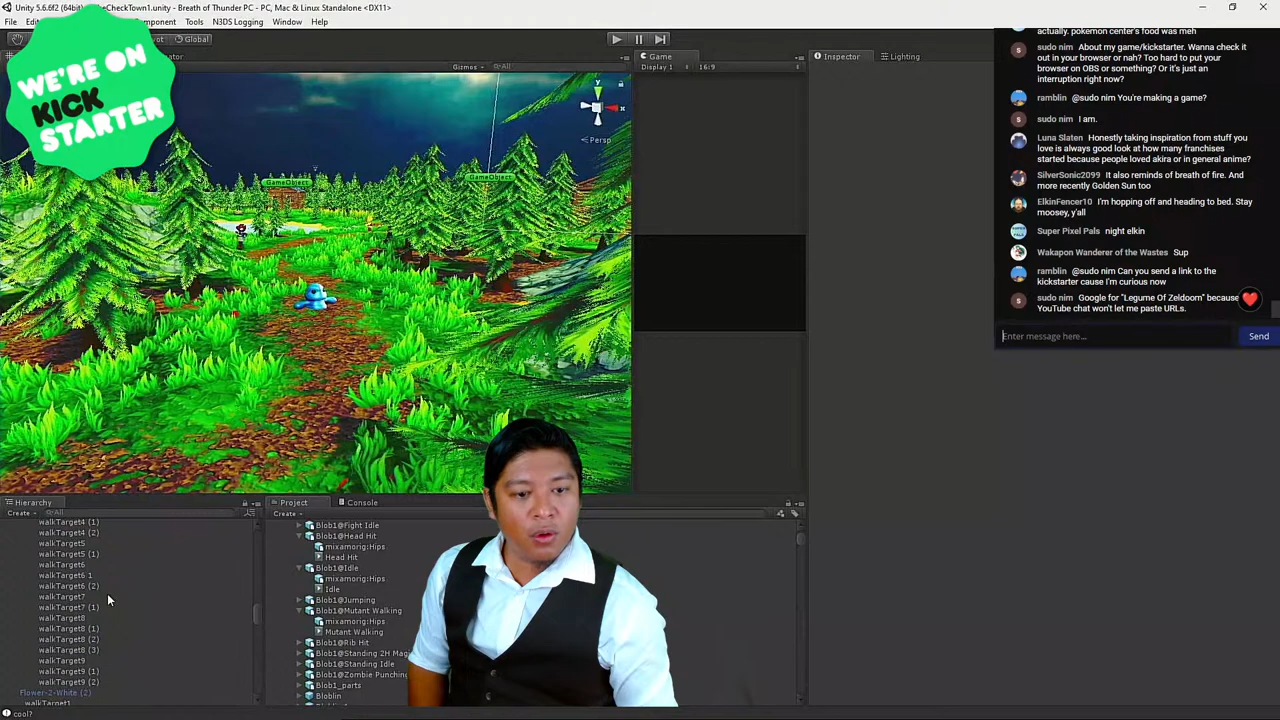 Unity 5.6.6f2 (64bit)
CheckTown1.unity - Breath of Thunder PC - PC, Mac & Linux Standalone <DX11>
File
Component Tools N3DS Logging Window Help
Global
WE'RE ON
KICK
STARTER
Gizmos
All
Persp
GameObject
GameObject
Game
Display 1
16:9
Inspector
Lighting
actually. pokemon center's food was meh
s sudo nim About my game/kickstarter. Wanna check it
out in your browser or nah? Too hard to put your
browser on OBS or something? Or it's just an
interruption right now?
ramblin @sudo nim You're making a game?
s sudo nim I am.
Luna Slaten Honestly taking inspiration from stuff you
love is always good look at how many franchises
started because people loved akira or in general anime?
SilverSonic2099 It also reminds of breath of fire. And
more recently Golden Sun too
ElkinFencer10 I'm hopping off and heading to bed. Stay
moosey, y'all
Super Pixel Pals night elkin
Wakapon Wanderer of the Wastes Sup
ramblin @sudo nim Can you send a link to the
kickstarter cause I'm curious now
s sudo nim Google for "Legume Of Zeldoom" because
YouTube chat won't let me paste URLs.
Enter message here...
Send
Hierarchy
Create
All
walkTarget4 (1)
walkTarget4 (2)
walkTarget5
walkTarget5 (1)
walkTarget6
walkTarget6 1
walkTarget6 (2)
walkTarget7
walkTarget7 (1)
walkTarget8
walkTarget8 (1)
walkTarget8 (2)
walkTarget8 (3)
walkTarget9
walkTarget9 (1)
walkTarget9 (2)
Flower-2-White (2)
walkTarget1
Project
Console
Create
Blob1@Fight Idle
Blob1@Head Hit
mixamorig:Hips
Head Hit
Blob1@Idle
mixamorig:Hips
Idle
Blob1@Jumping
Blob1@Mutant Walking
mixamorig:Hips
Mutant Walking
Blob1@Rib Hit
Blob1@Standing 2H Magi
Blob1@Standing Idle
Blob1@Zombie Punching
Blob1_parts
Bloblin
cool?